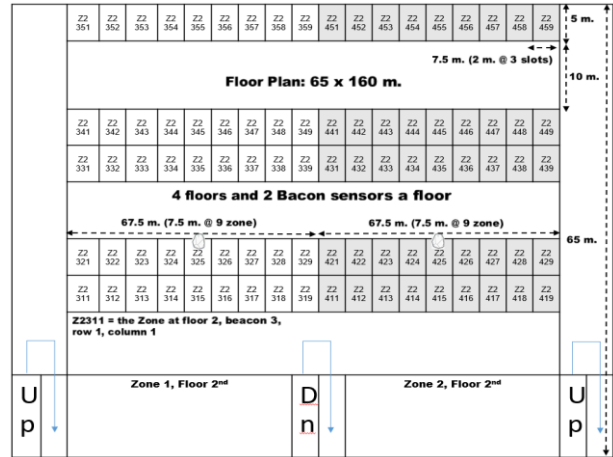 Z2 Z2 Z2 Z2 Z2 Z2 Z2 Z2 Z2 Z2 Z2 Z2 Z2 Z2 Z2 Z2 Z2 Z2
351 352 353 354 355 356 357 358 359 451 452 453 454 455 456 457 458 459
5 m.
7.5 m. (2 m. @ 3 slots)
Floor Plan: 65 x 160 m.
10 m.
Z2 Z2 Z2 Z2 Z2 Z2 Z2 Z2 Z2 Z2 Z2 Z2 Z2 Z2 Z2 Z2 Z2 Z2
341 342 343 344 345 346 347 348 349 441 442 443 444 445 446 447 448 449
Z2 Z2 Z2 Z2 Z2 Z2 Z2 Z2 Z2 Z2 Z2 Z2 Z2 Z2 Z2 Z2 Z2 Z2
331 332 333 334 335 336 337 338 339 431 432 433 434 435 436 437 438 439
4 floors and 2 Bacon sensors a floor
67.5 m. (7.5 m. @ 9 zone) 67.5 m. (7.5 m. @ 9 zone)
65 m.
Z2 Z2 Z2 Z2 Z2 Z2 Z2 Z2 Z2 Z2 Z2 Z2 Z2 Z2 Z2 Z2 Z2 Z2
321 322 323 324 325 326 327 328 329 421 422 423 424 425 426 427 428 429
Z2 Z2 Z2 Z2 Z2 Z2 Z2 Z2 Z2 Z2 Z2 Z2 Z2 Z2 Z2 Z2 Z2 Z2
311 312 313 314 315 316 317 318 319 411 412 413 414 415 416 417 418 419
Z2311 = the Zone at floor 2, beacon 3,
row 1, column 1
Up
Zone 1, Floor 2nd
Dn
Zone 2, Floor 2nd
Up